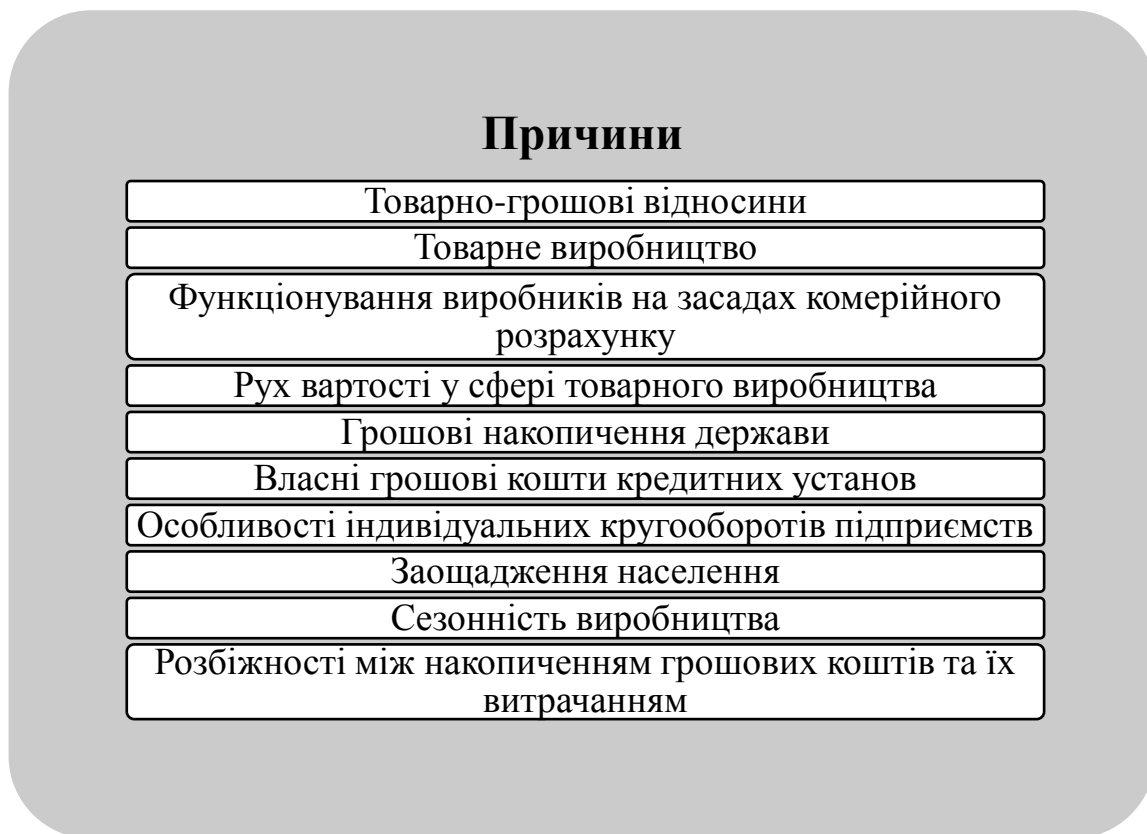 Причини
Товарно-грошові відносини
Товарне виробництво
Функціонування виробників на засадах комерійного
розрахунку
Рух вартості у сфері товарного виробництва
Грошові накопичення держави
Власні грошові кошти кредитних установ
Особливості індивідуальних кругооборотів підприємств
Заощадження населення
Сезонність виробництва
Розбіжності між накопиченням грошових коштів та їх
витрачанням